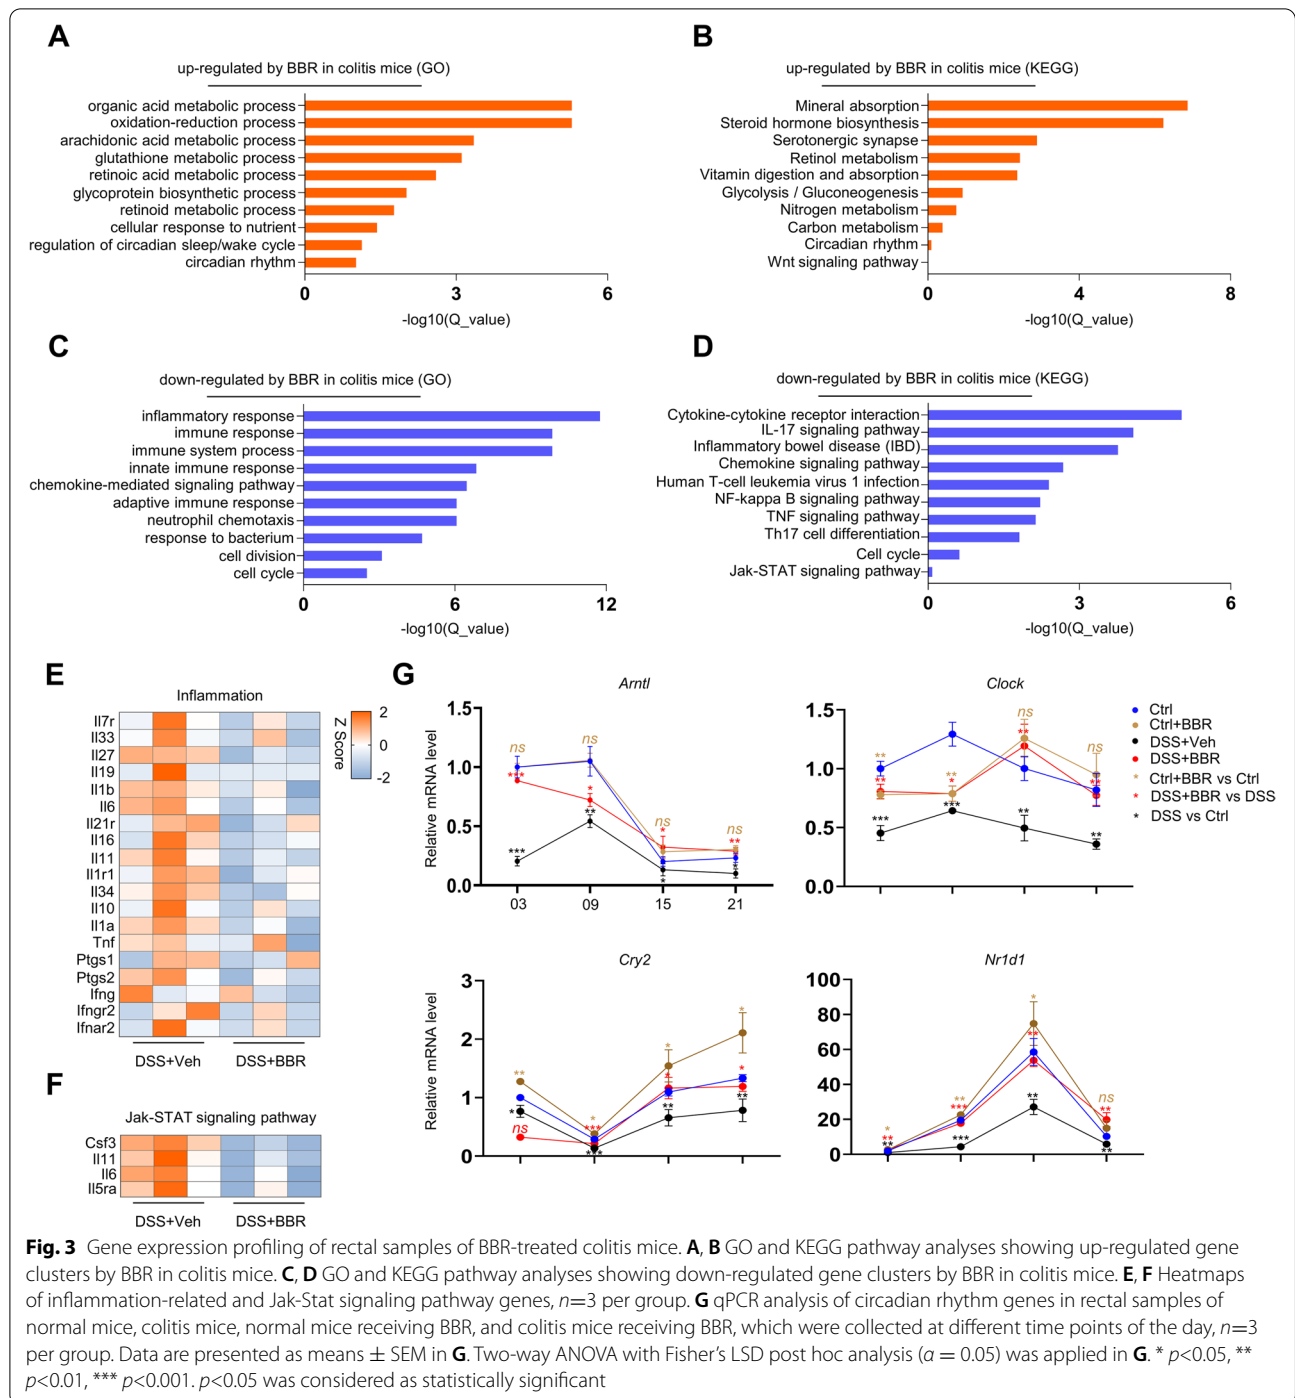 A
up-regulated by BBR in colitis mice (GO)
organic acid metabolic process
oxidation-reduction process
arachidonic acid metabolic process
glutathione metabolic process
retinoic acid metabolic process
glycoprotein biosynthetic process
retinoid metabolic process
cellular response to nutrient
regulation of circadian sleep/wake cycle
circadian rhythm
0 3 6
-log10(Q_value)
B
up-regulated by BBR in colitis mice (KEGG)
Mineral absorption
Steroid hormone biosynthesis
Serotonergic synapse
Retinol metabolism
Vitamin digestion and absorption
Glycolysis / Gluconeogenesis
Nitrogen metabolism
Carbon metabolism
Circadian rhythm
Wnt signaling pathway
0 4 8
-log10(Q_value)
C
down-regulated by BBR in colitis mice (GO)
inflammatory response
immune response
immune system process
innate immune response
chemokine-mediated signaling pathway
adaptive immune response
neutrophil chemotaxis
response to bacterium
cell division
cell cycle
0 6 12
-log10(Q_value)
D
down-regulated by BBR in colitis mice (KEGG)
Cytokine-cytokine receptor interaction
IL-17 signaling pathway
Inflammatory bowel disease (IBD)
Chemokine signaling pathway
Human T-cell leukemia virus 1 infection
NF-kappa B signaling pathway
TNF signaling pathway
Th17 cell differentiation
Cell cycle
Jak-STAT signaling pathway
0 3 6
-log10(Q_value)
E
Inflammation
Il7r
Il33
Il27
Il19
Il1b
Il6
Il21r
Il16
Il11
Il1r1
Il34
Il10
Il1a
Tnf
Ptgs1
Ptgs2
Ifng
Ifngr2
Ifnar2
DSS+Veh DSS+BBR
Z Score
2
0
-2
F
Jak-STAT signaling pathway
Csf3
Il11
Il6
Il5ra
DSS+Veh DSS+BBR
G
Arntl
Relative mRNA level
1.5
1.0
0.5
0.0
03 09 15 21
ns ns ns ns
*** * * **
*** ** * *
Clock
1.5
1.0
0.5
0.0
** ** ns ns
** * ** **
*** *** ** **
Ctrl
Ctrl+BBR
DSS+Veh
DSS+BBR
* Ctrl+BBR vs Ctrl
* DSS+BBR vs DSS
* DSS vs Ctrl
Cry2
Relative mRNA level
3
2
1
0
** * * *
ns *** * *
* *** ** **
Nr1d1
100
80
60
40
20
0
* ** * ns
** *** ** **
** *** ** **
Fig. 3 Gene expression profiling of rectal samples of BBR-treated colitis mice. A, B GO and KEGG pathway analyses showing up-regulated gene
clusters by BBR in colitis mice. C, D GO and KEGG pathway analyses showing down-regulated gene clusters by BBR in colitis mice. E, F Heatmaps
of inflammation-related and Jak-Stat signaling pathway genes, n=3 per group. G qPCR analysis of circadian rhythm genes in rectal samples of
normal mice, colitis mice, normal mice receiving BBR, and colitis mice receiving BBR, which were collected at different time points of the day, n=3
per group. Data are presented as means ± SEM in G. Two-way ANOVA with Fisher's LSD post hoc analysis (α = 0.05) was applied in G. * p<0.05, **
p<0.01, *** p<0.001. p<0.05 was considered as statistically significant